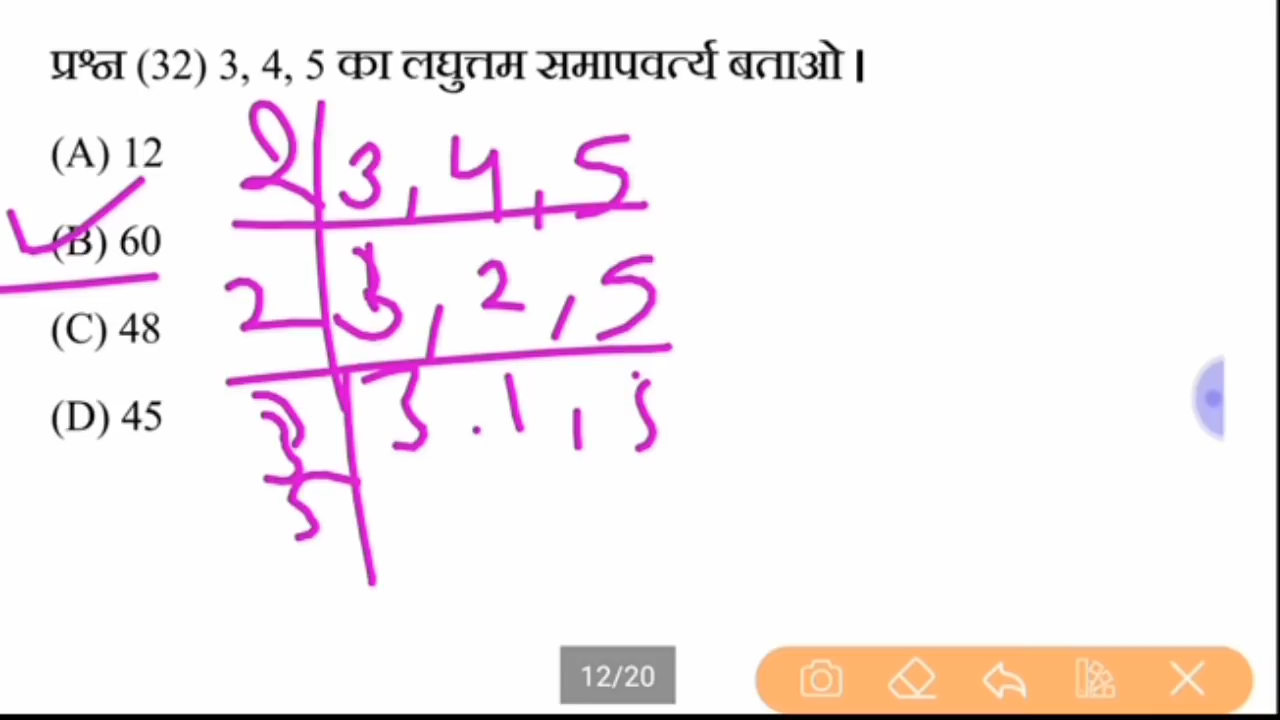 प्रश्न (32) 3, 4, 5 का लघुत्तम समापवर्त्य बताओ।
(A) 12
(B) 60
(C) 48
(D) 45
2 3, 4, 5
2 3, 2, 5
3 3 . 1, 5
5
12/20